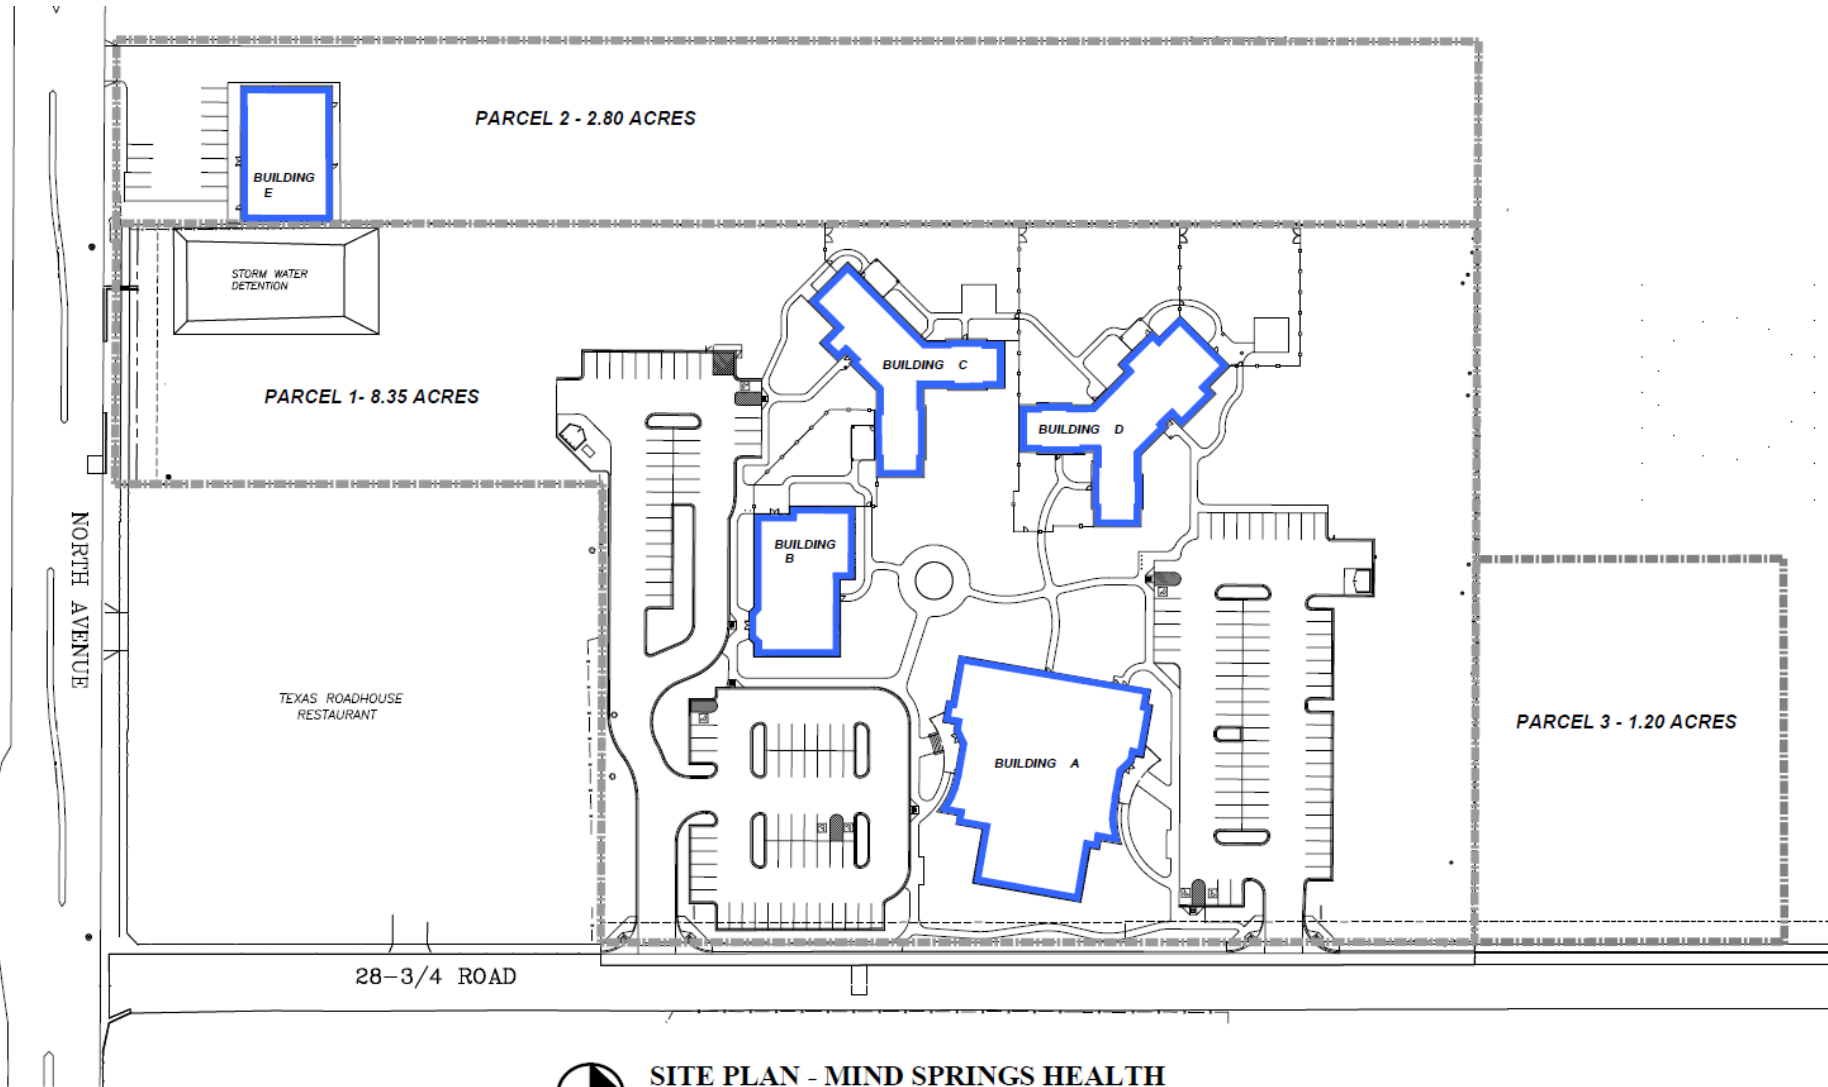 PARCEL 2 - 2.80 ACRES
BUILDING
E
STORM WATER
DETENTION
PARCEL 1- 8.35 ACRES
BUILDING C
BUILDING D
BUILDING
B
NORTH AVENUE
TEXAS ROADHOUSE
RESTAURANT
BUILDING A
PARCEL 3 - 1.20 ACRES
28-3/4 ROAD
SITE PLAN - MIND SPRINGS HEALTH